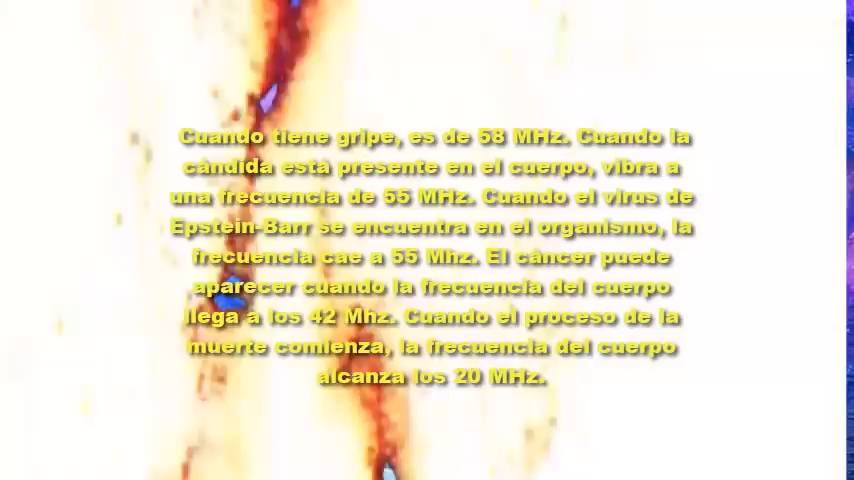 Cuando tiene gripe, es de 58 MHz. Cuando la
cándida está presente en el cuerpo, vibra a
una frecuencia de 55 MHz. Cuando el virus de
Epstein-Barr se encuentra en el organismo, la
frecuencia cae a 55 Mhz. El cáncer puede
aparecer cuando la frecuencia del cuerpo
llega a los 42 Mhz. Cuando el proceso de la
muerte comienza, la frecuencia del cuerpo
alcanza los 20 MHz.